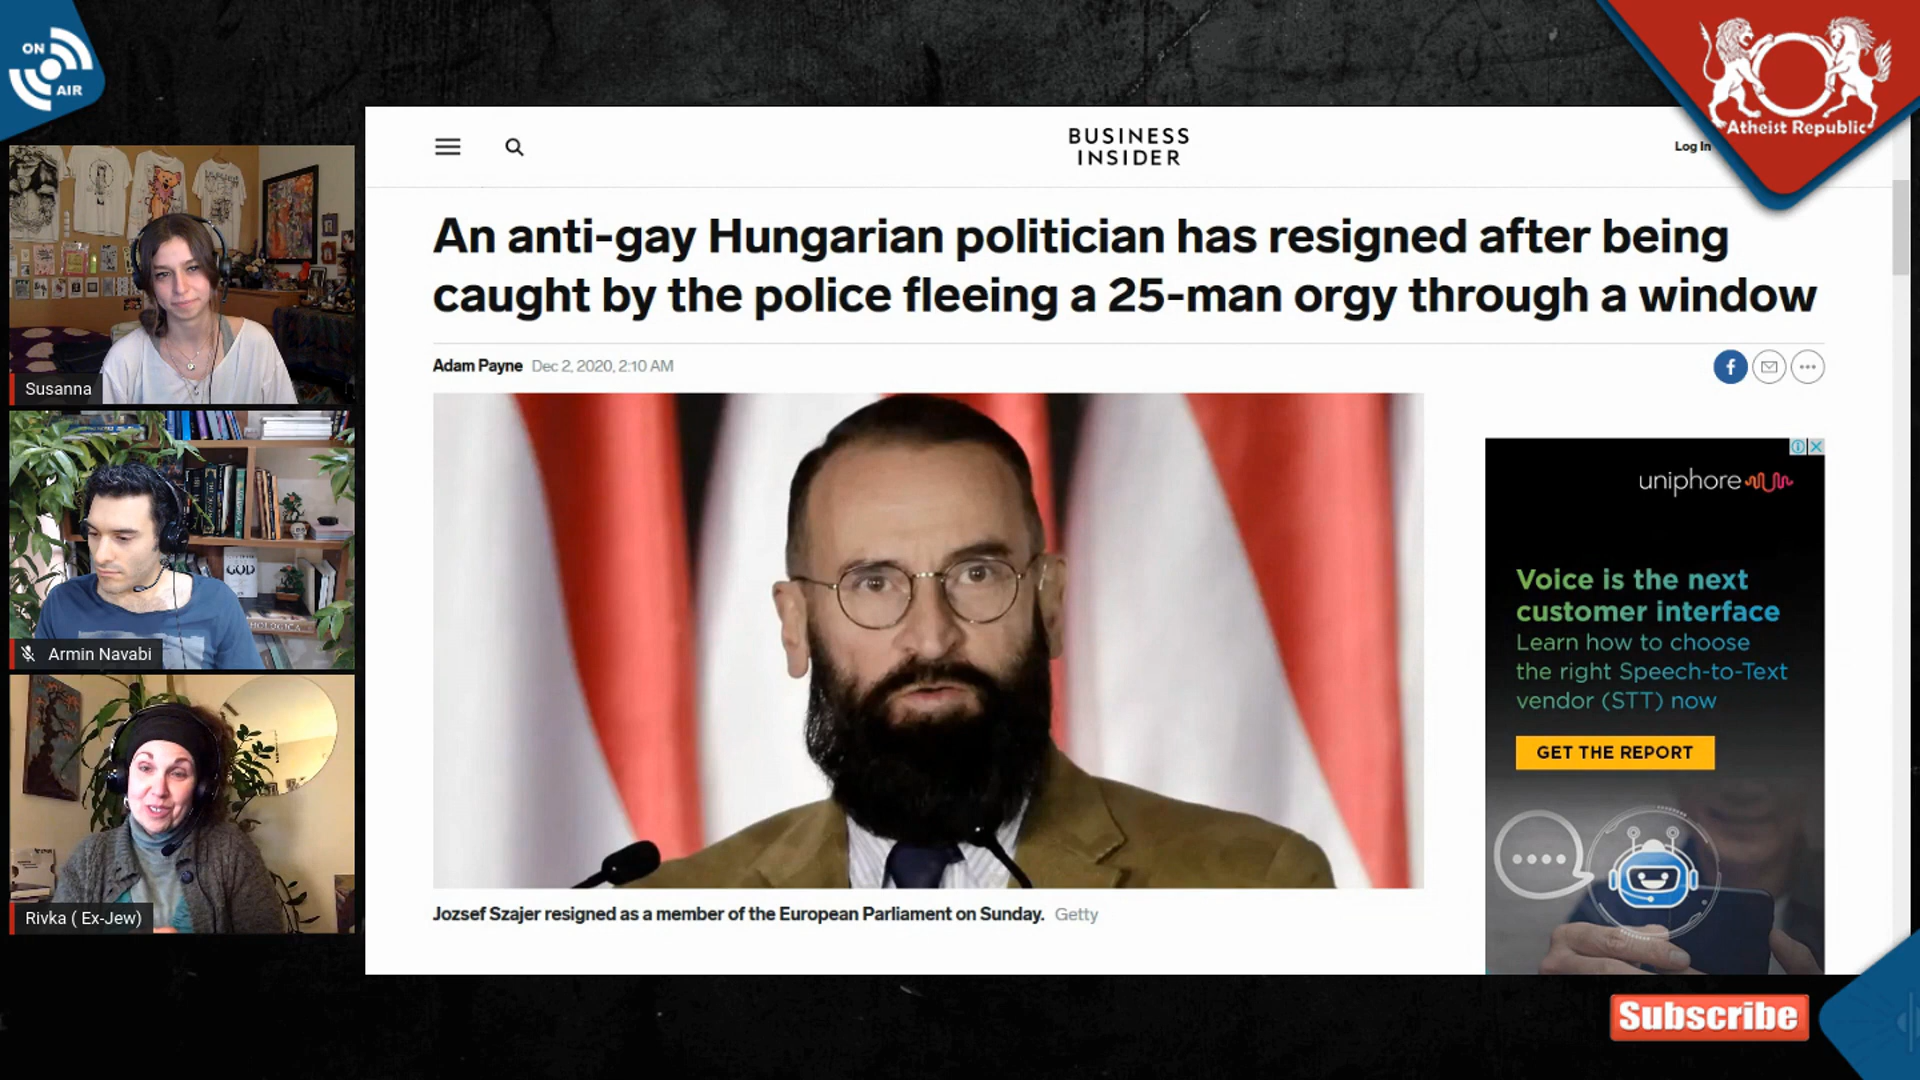 ON
AIR
Atheist Republic
BUSINESS
INSIDER
Log In
An anti-gay Hungarian politician has resigned after being
caught by the police fleeing a 25-man orgy through a window
Adam Payne Dec 2, 2020, 2:10 AM
Susanna
GOD
Armin Navabi
Rivka ( Ex-Jew)
Jozsef Szajer resigned as a member of the European Parliament on Sunday. Getty
uniphore
Voice is the next
customer interface
Learn how to choose
the right Speech-to-Text
vendor (STT) now
GET THE REPORT
Subscribe